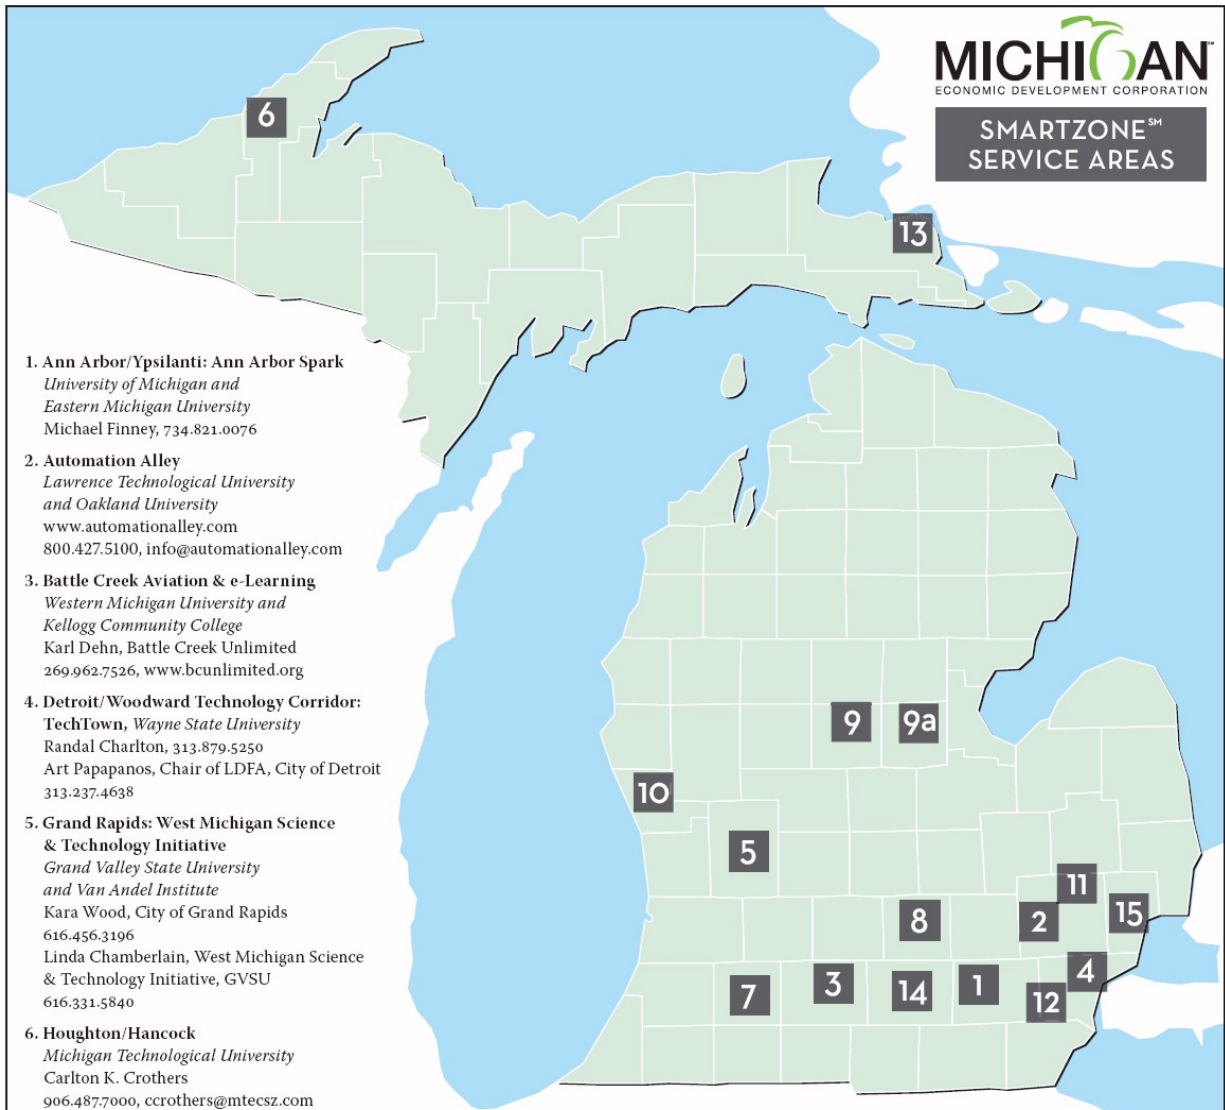 MICHIGAN™
ECONOMIC DEVELOPMENT CORPORATION
SMARTZONE℠
SERVICE AREAS
6
13
1. Ann Arbor/Ypsilanti: Ann Arbor Spark
University of Michigan and
Eastern Michigan University
Michael Finney, 734.821.0076
2. Automation Alley
Lawrence Technological University
and Oakland University
www.automationalley.com
800.427.5100, info@automationalley.com
3. Battle Creek Aviation & e-Learning
Western Michigan University and
Kellogg Community College
Karl Dehn, Battle Creek Unlimited
269.962.7526, www.bcunlimited.org
4. Detroit/Woodward Technology Corridor:
TechTown, Wayne State University
Randal Charlton, 313.879.5250
Art Papapanos, Chair of LDFA, City of Detroit
313.237.4638
5. Grand Rapids: West Michigan Science
& Technology Initiative
Grand Valley State University
and Van Andel Institute
Kara Wood, City of Grand Rapids
616.456.3196
Linda Chamberlain, West Michigan Science
& Technology Initiative, GVSU
616.331.5840
6. Houghton/Hancock
Michigan Technological University
Carlton K. Crothers
906.487.7000, ccrothers@mtecsz.com
9
9a
10
5
11
8
2
15
7
3
14
1
4
12